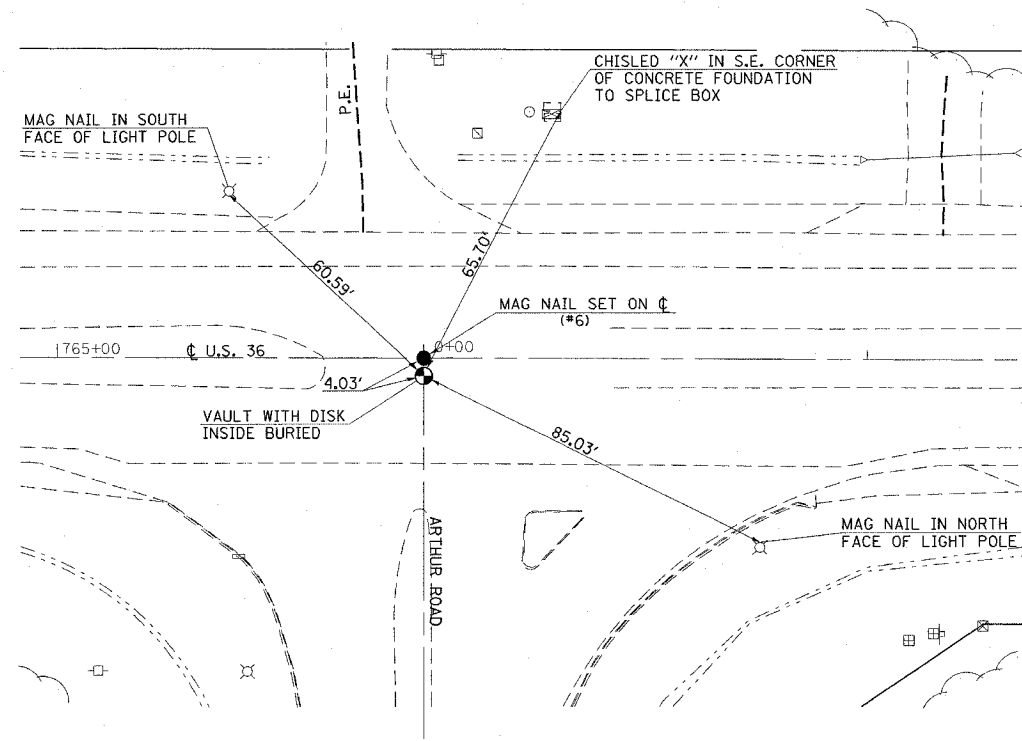 CHISLED "X" IN S.E. CORNER
OF CONCRETE FOUNDATION
TO SPLICE BOX
P.E.
MAG NAIL IN SOUTH
FACE OF LIGHT POLE
60.59'
65.70'
MAG NAIL SET ON ℄
(#6)
765+00
℄ U.S. 36
0+00
4.03'
VAULT WITH DISK
INSIDE BURIED
85.03'
ARTHUR ROAD
MAG NAIL IN NORTH
FACE OF LIGHT POLE